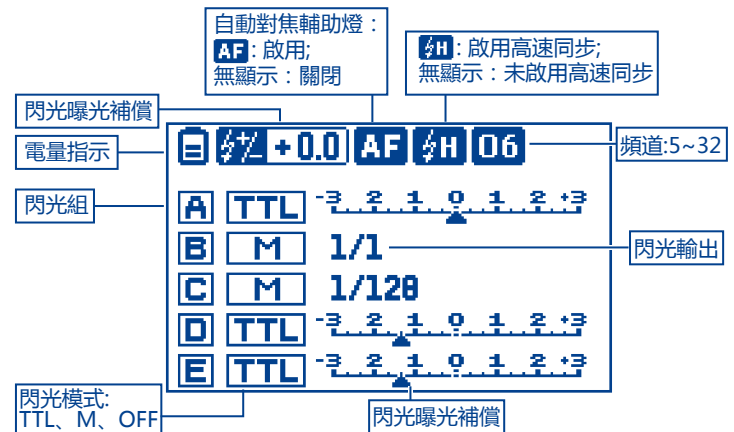 自動對焦輔助燈：
AF：啟用;
無顯示：關閉
H：啟用高速同步;
無顯示：未啟用高速同步
閃光曝光補償
電量指示
+/- +0.0 AF H 06
頻道:5~32
閃光組
A TTL -3 2 1 0 1 2 +3
B M 1/1
閃光輸出
C M 1/128
D TTL -3 2 1 0 1 2 +3
E TTL -3 2 1 0 1 2 +3
閃光模式:
TTL、M、OFF
閃光曝光補償